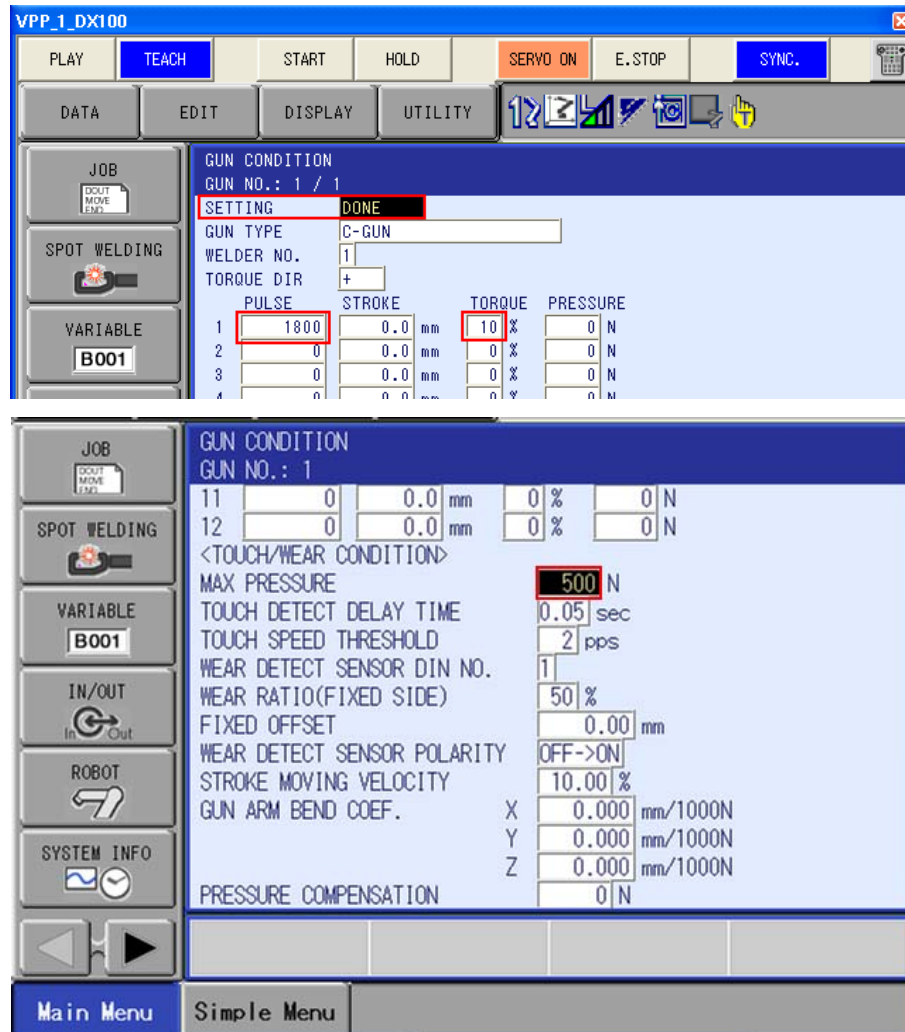 VPP_1_DX100
PLAY TEACH START HOLD SERVO ON E.STOP SYNC.
DATA EDIT DISPLAY UTILITY
JOB
DOUT
MOVE
END
SPOT WELDING
VARIABLE
B001
GUN CONDITION
GUN NO.: 1 / 1
SETTING DONE
GUN TYPE C-GUN
WELDER NO. 1
TORQUE DIR +
PULSE STROKE TORQUE PRESSURE
1 1800 0.0 mm 10 % 0 N
2 0 0.0 mm 0 % 0 N
3 0 0.0 mm 0 % 0 N
JOB
DOUT
MOVE
END
SPOT WELDING
VARIABLE
B001
IN/OUT
In Out
ROBOT
SYSTEM INFO
GUN CONDITION
GUN NO.: 1
11 0 0.0 mm 0 % 0 N
12 0 0.0 mm 0 % 0 N
<TOUCH/WEAR CONDITION>
MAX PRESSURE 500 N
TOUCH DETECT DELAY TIME 0.05 sec
TOUCH SPEED THRESHOLD 2 pps
WEAR DETECT SENSOR DIN NO. 1
WEAR RATIO(FIXED SIDE) 50 %
FIXED OFFSET 0.00 mm
WEAR DETECT SENSOR POLARITY OFF->ON
STROKE MOVING VELOCITY 10.00 %
GUN ARM BEND COEF. X 0.000 mm/1000N
Y 0.000 mm/1000N
Z 0.000 mm/1000N
PRESSURE COMPENSATION 0 N
Main Menu Simple Menu